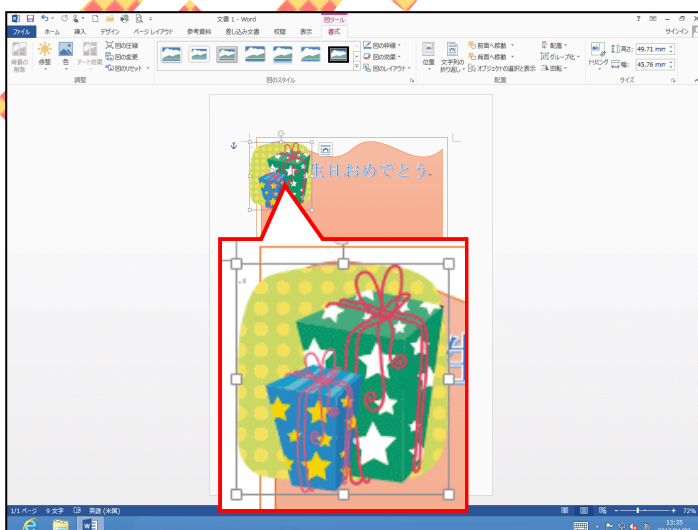 文書 1 - Word
図ツール
サインイン
ファイル ホーム 挿入 デザイン ページ レイアウト 参考資料 差し込み文書 校閲 表示 書式
背景の
削除
修整 色 アート効果
図の圧縮
図の変更
図のリセット
図の枠線
図の効果
図のレイアウト
位置 文字列の
折り返し
前面へ移動
背面へ移動
オブジェクトの選択と表示
配置
グループ化
回転
トリミング
高さ: 49.71 mm
幅: 45.76 mm
調整 図のスタイル 配置 サイズ
生日おめでとう
1/1 ページ 9 文字 英語 (米国)
72%
13:35